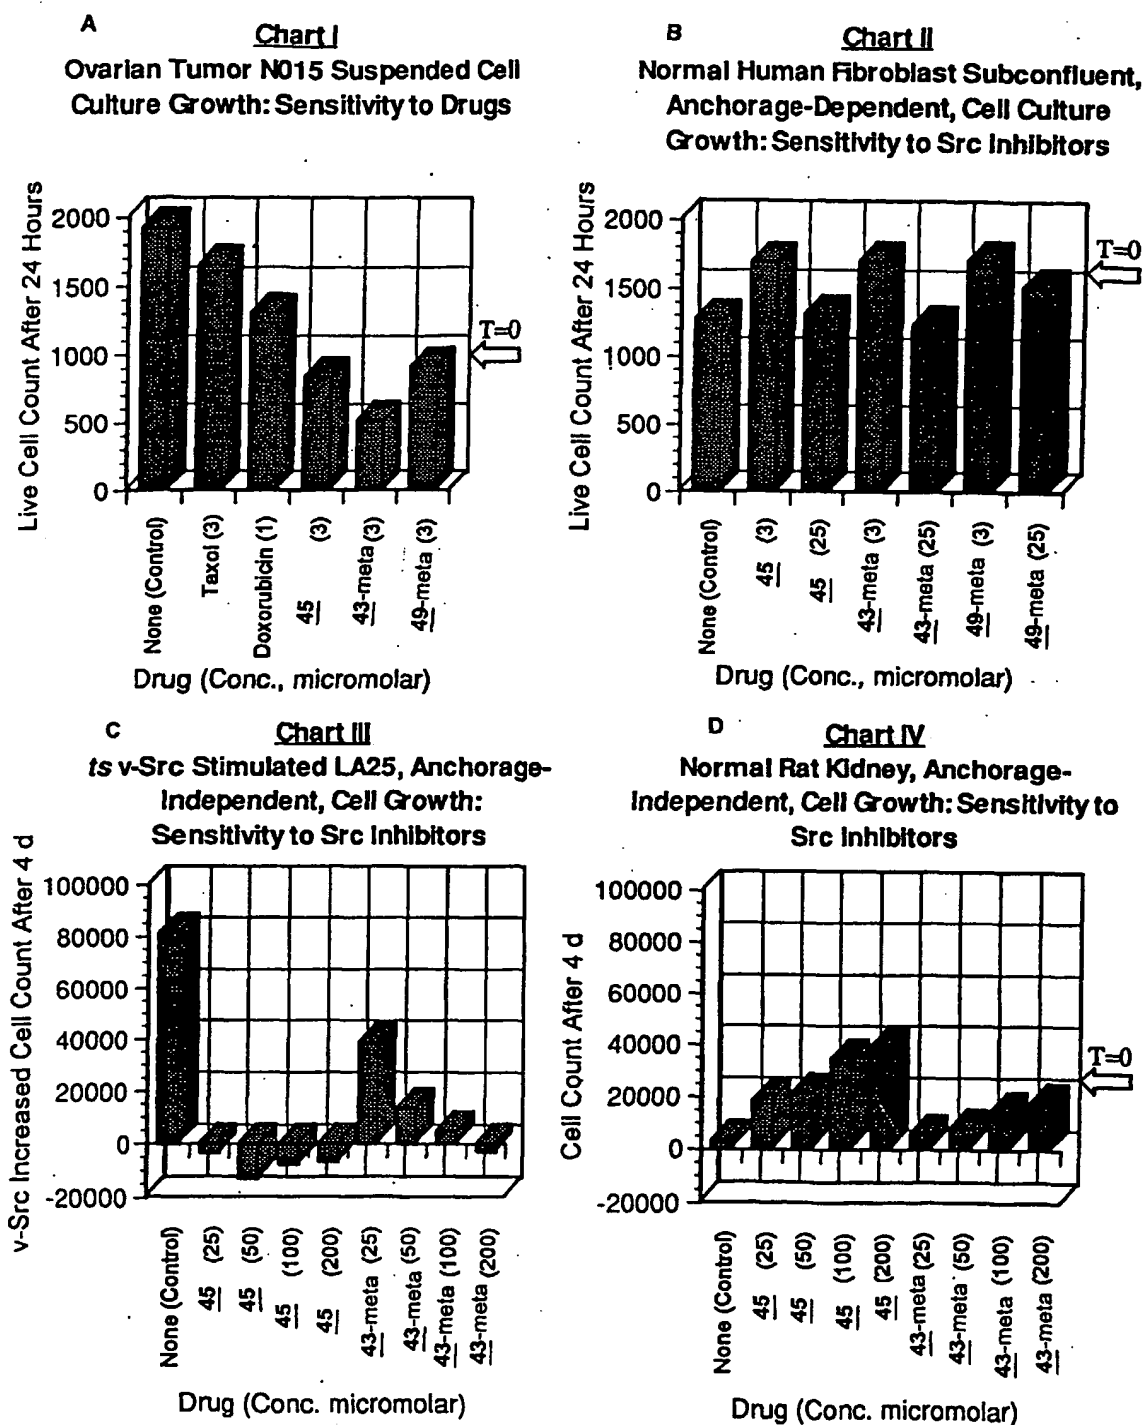 A
Chart I
Ovarian Tumor N015 Suspended Cell
Culture Growth: Sensitivity to Drugs
Live Cell Count After 24 Hours
2000
1500
1000
500
0
T=0
None (Control)
Taxol (3)
Doxorubicin (1)
45 (3)
43-meta (3)
49-meta (3)
Drug (Conc., micromolar)
B
Chart II
Normal Human Fibroblast Subconfluent,
Anchorage-Dependent, Cell Culture
Growth: Sensitivity to Src Inhibitors
Live Cell Count After 24 Hours
2000
1500
1000
500
0
T=0
None (Control)
45 (3)
45 (25)
43-meta (3)
43-meta (25)
49-meta (3)
49-meta (25)
Drug (Conc., micromolar)
C
Chart III
ts v-Src Stimulated LA25, Anchorage-
Independent, Cell Growth:
Sensitivity to Src Inhibitors
v-Src Increased Cell Count After 4 d
100000
80000
60000
40000
20000
0
-20000
None (Control)
45 (25)
45 (50)
45 (100)
45 (200)
43-meta (25)
43-meta (50)
43-meta (100)
43-meta (200)
Drug (Conc. micromolar)
D
Chart IV
Normal Rat Kidney, Anchorage-
Independent, Cell Growth: Sensitivity to
Src Inhibitors
Cell Count After 4 d
100000
80000
60000
40000
20000
0
-20000
T=0
None (Control)
45 (25)
45 (50)
45 (100)
45 (200)
43-meta (25)
43-meta (50)
43-meta (100)
43-meta (200)
Drug (Conc. micromolar)